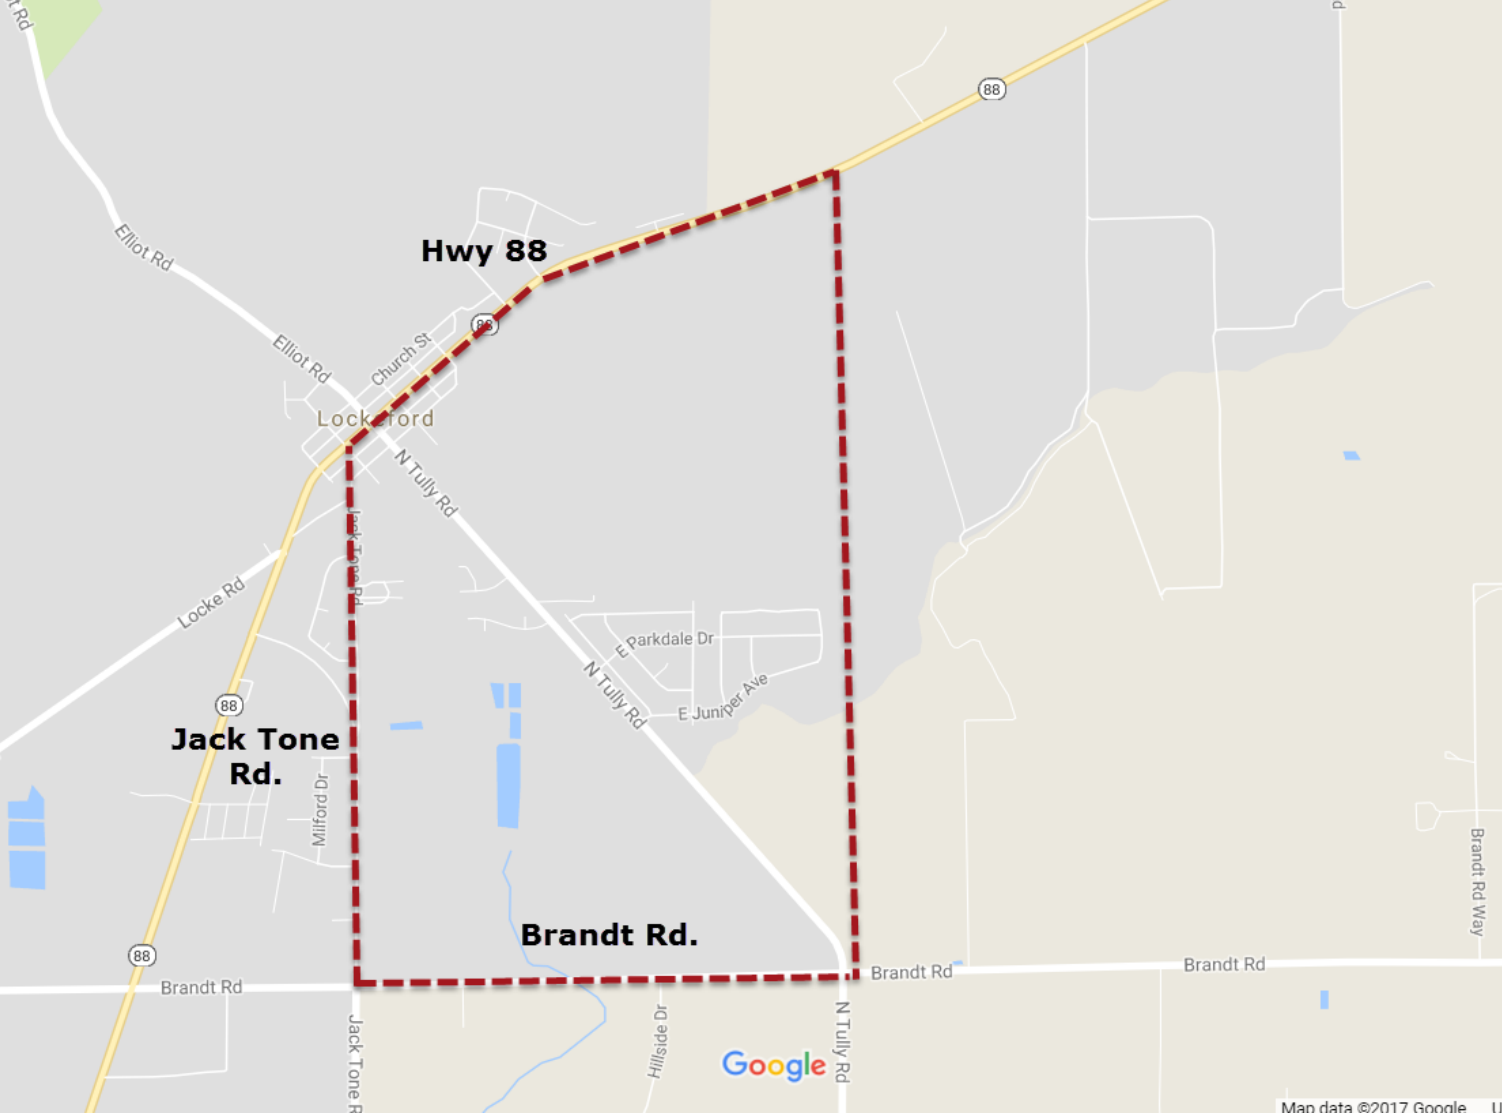 t Rd
d
88
Elliot Rd
Hwy 88
88
Elliot Rd
Church St
Lockeford
N Tully Rd
Jack Tone Rd
Locke Rd
E Parkdale Dr
N Tully Rd
E Juniper Ave
88
Jack Tone
Rd.
Milford Dr
Brandt Rd Way
Brandt Rd.
88
Brandt Rd
Brandt Rd
Brandt Rd
Jack Tone R
Hillside Dr
N Tully Rd
Google
Map data ©2017 Google U